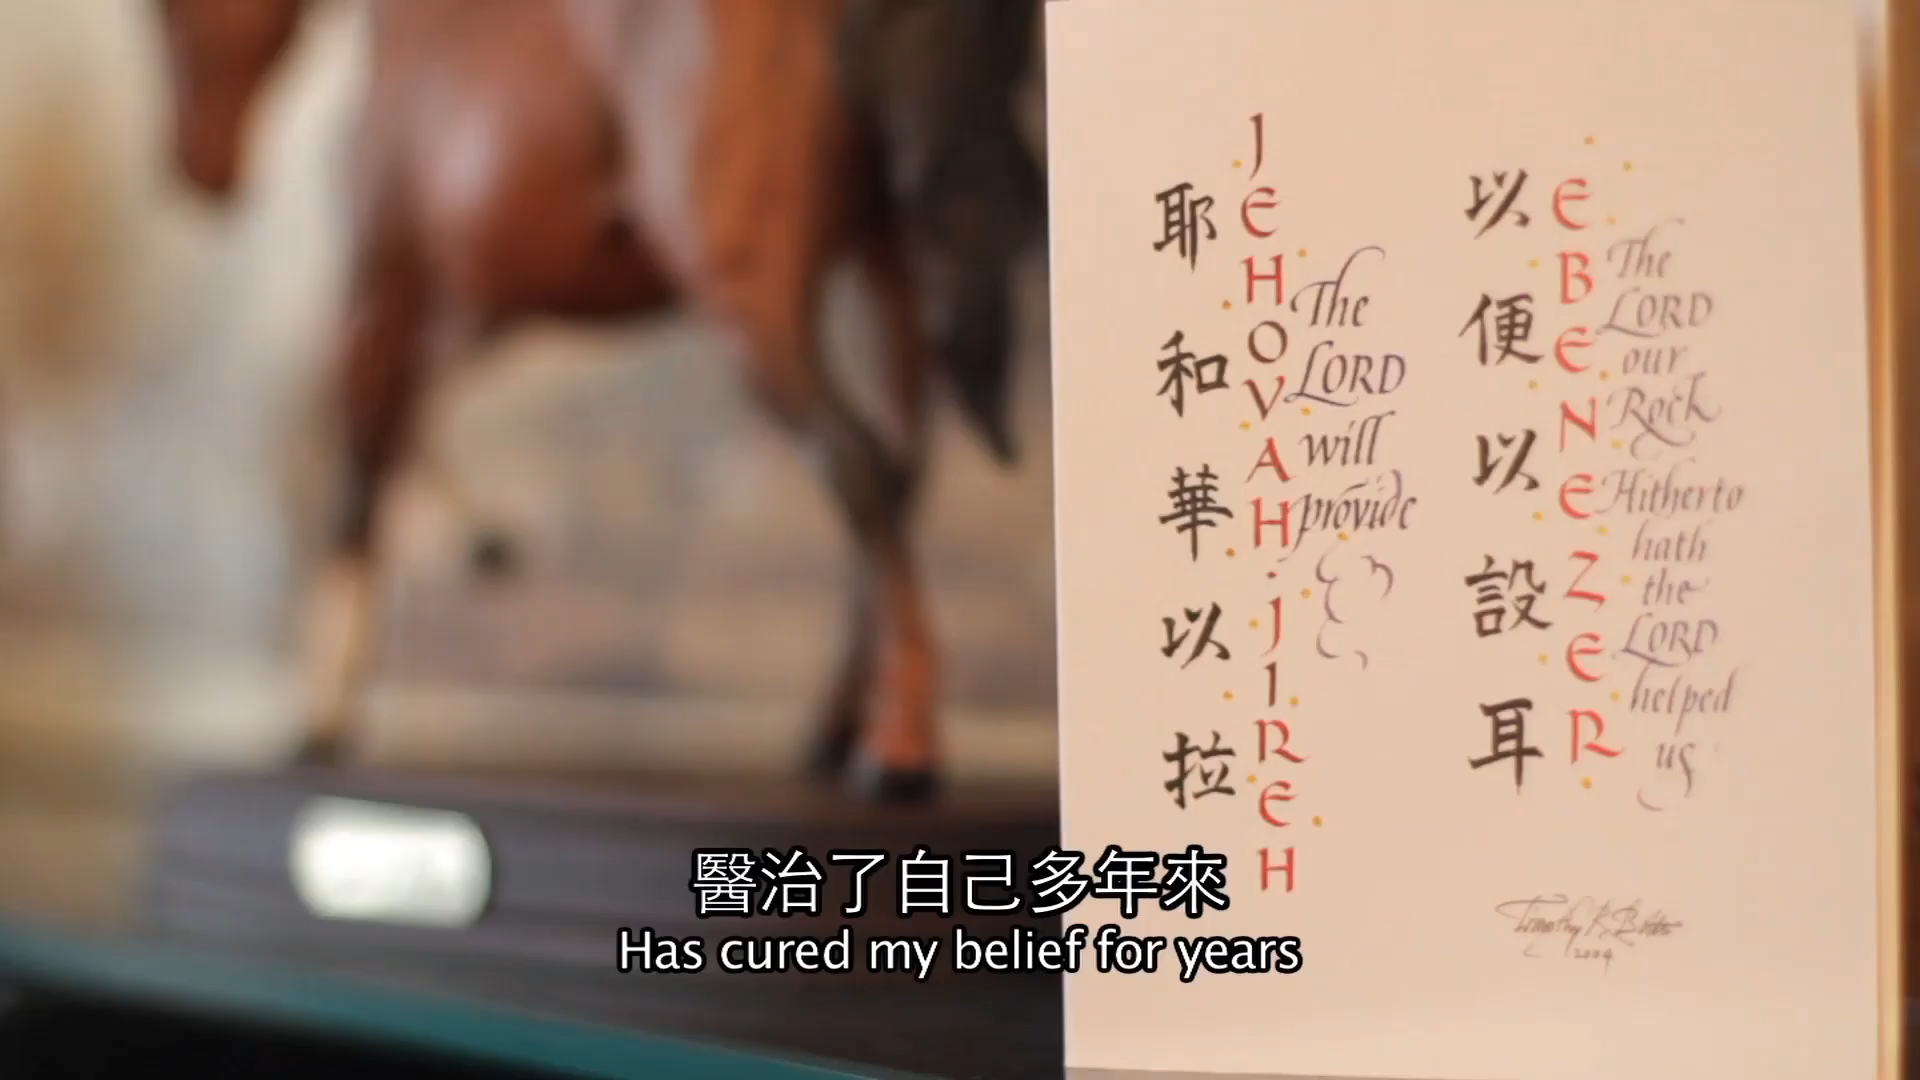 耶和華以拉
JEHOVAH·JIREH
The
LORD
will
provide
以便以設耳
EBENEZER
The
LORD
our
Rock
Hitherto
hath
the
LORD
helped
us
2004
醫治了自己多年來
Has cured my belief for years